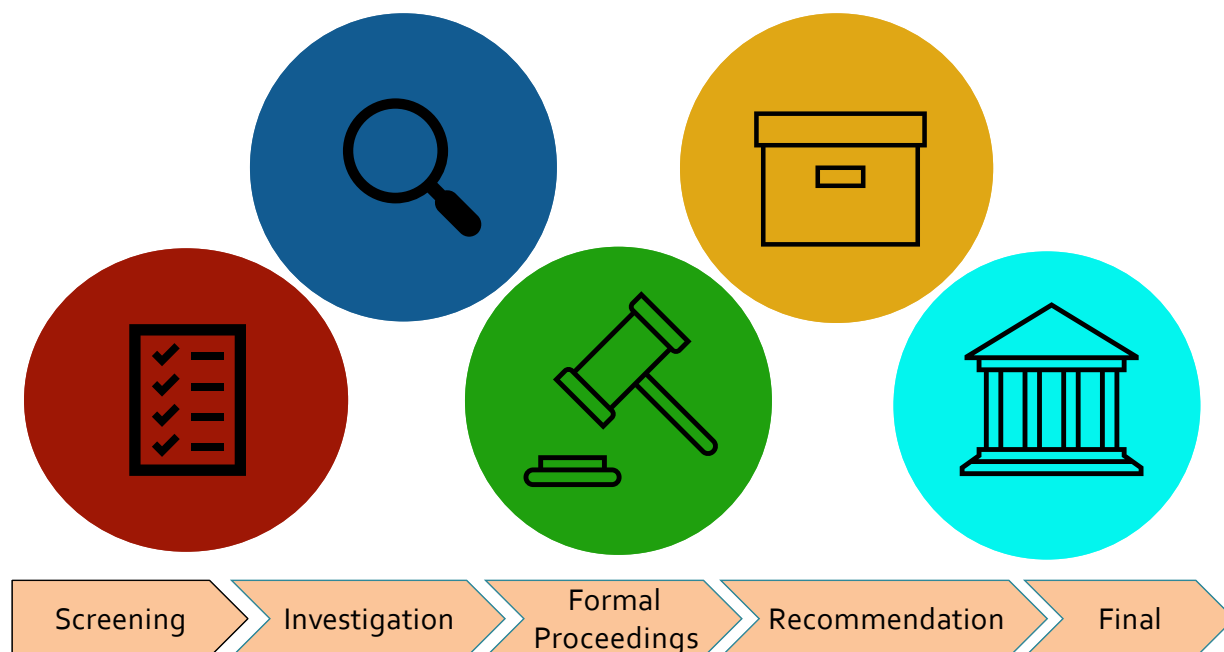 Screening
Investigation
Formal
Proceedings
Recommendation
Final